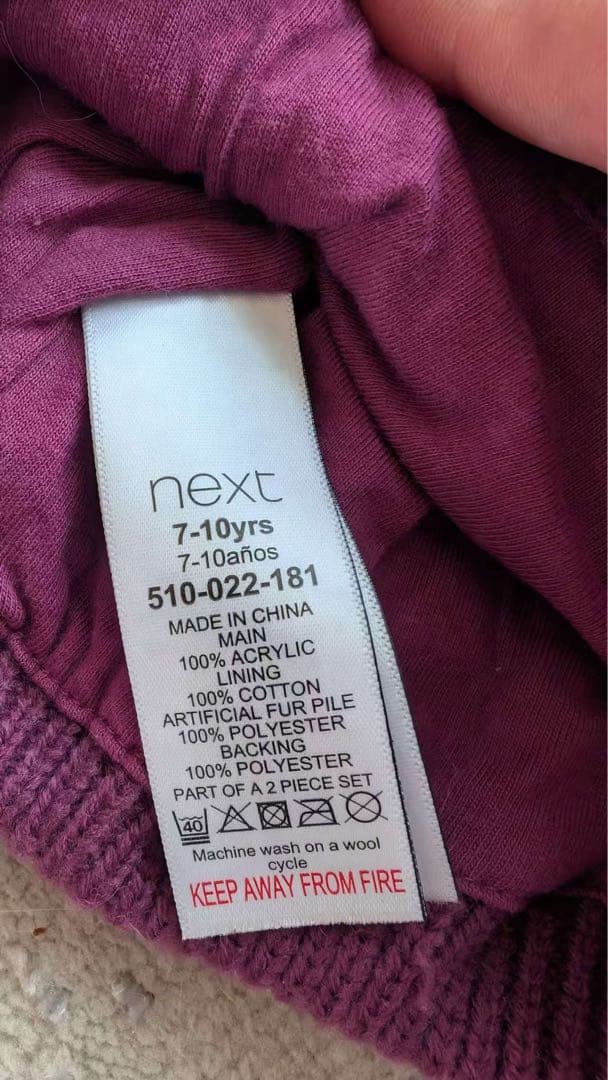 next
7-10yrs
7-10años
510-022-181
MADE IN CHINA
MAIN
100% ACRYLIC
LINING
100% COTTON
ARTIFICIAL FUR PILE
100% POLYESTER
BACKING
100% POLYESTER
PART OF A 2 PIECE SET
40
Machine wash on a wool
cycle
KEEP AWAY FROM FIRE